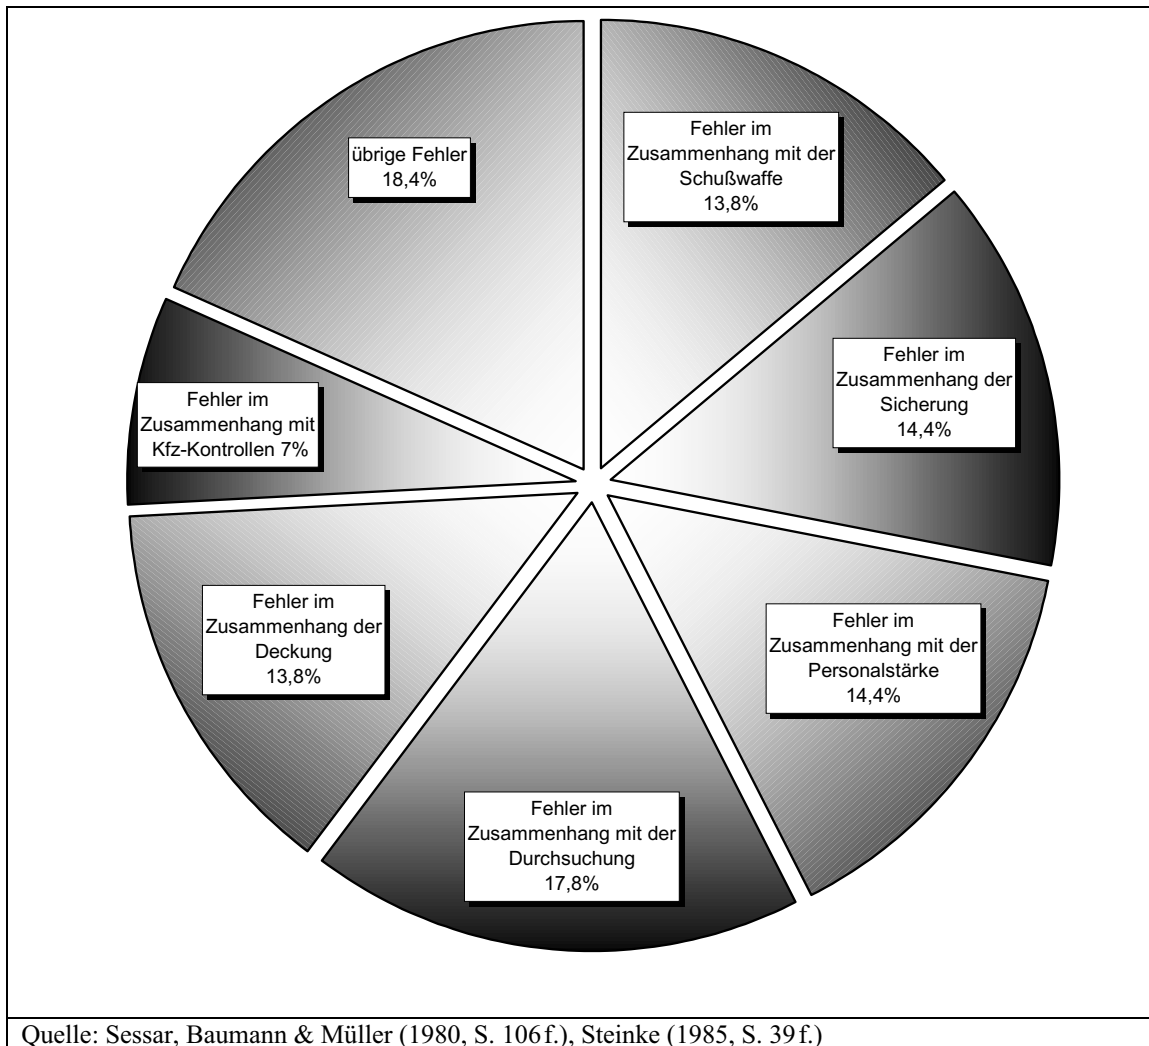 Fehler im
Zusammenhang mit der
Schußwaffe
13,8%
übrige Fehler
18,4%
Fehler im
Zusammenhang der
Sicherung
14,4%
Fehler im
Zusammenhang mit
Kfz-Kontrollen 7%
Fehler im
Zusammenhang der
Deckung
13,8%
Fehler im
Zusammenhang mit der
Personalstärke
14,4%
Fehler im
Zusammenhang mit der
Durchsuchung
17,8%
Quelle: Sessar, Baumann & Müller (1980, S. 106f.), Steinke (1985, S. 39f.)